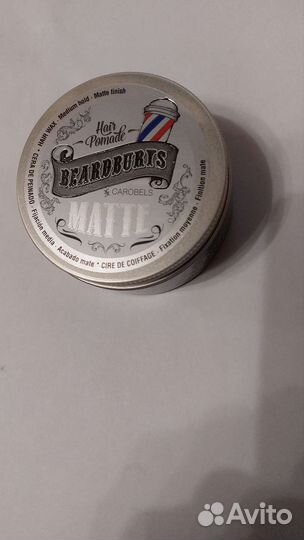 Hair
Pomade
BEARDBURYS
& CAROBELS
MATTE
• HAIR WAX • Medium hold • Matte finish
• CERA DE PEINADO • Fijación media • Acabado mate
• CIRE DE COIFFAGE • Fixation moyenne • Finition mate
Avito